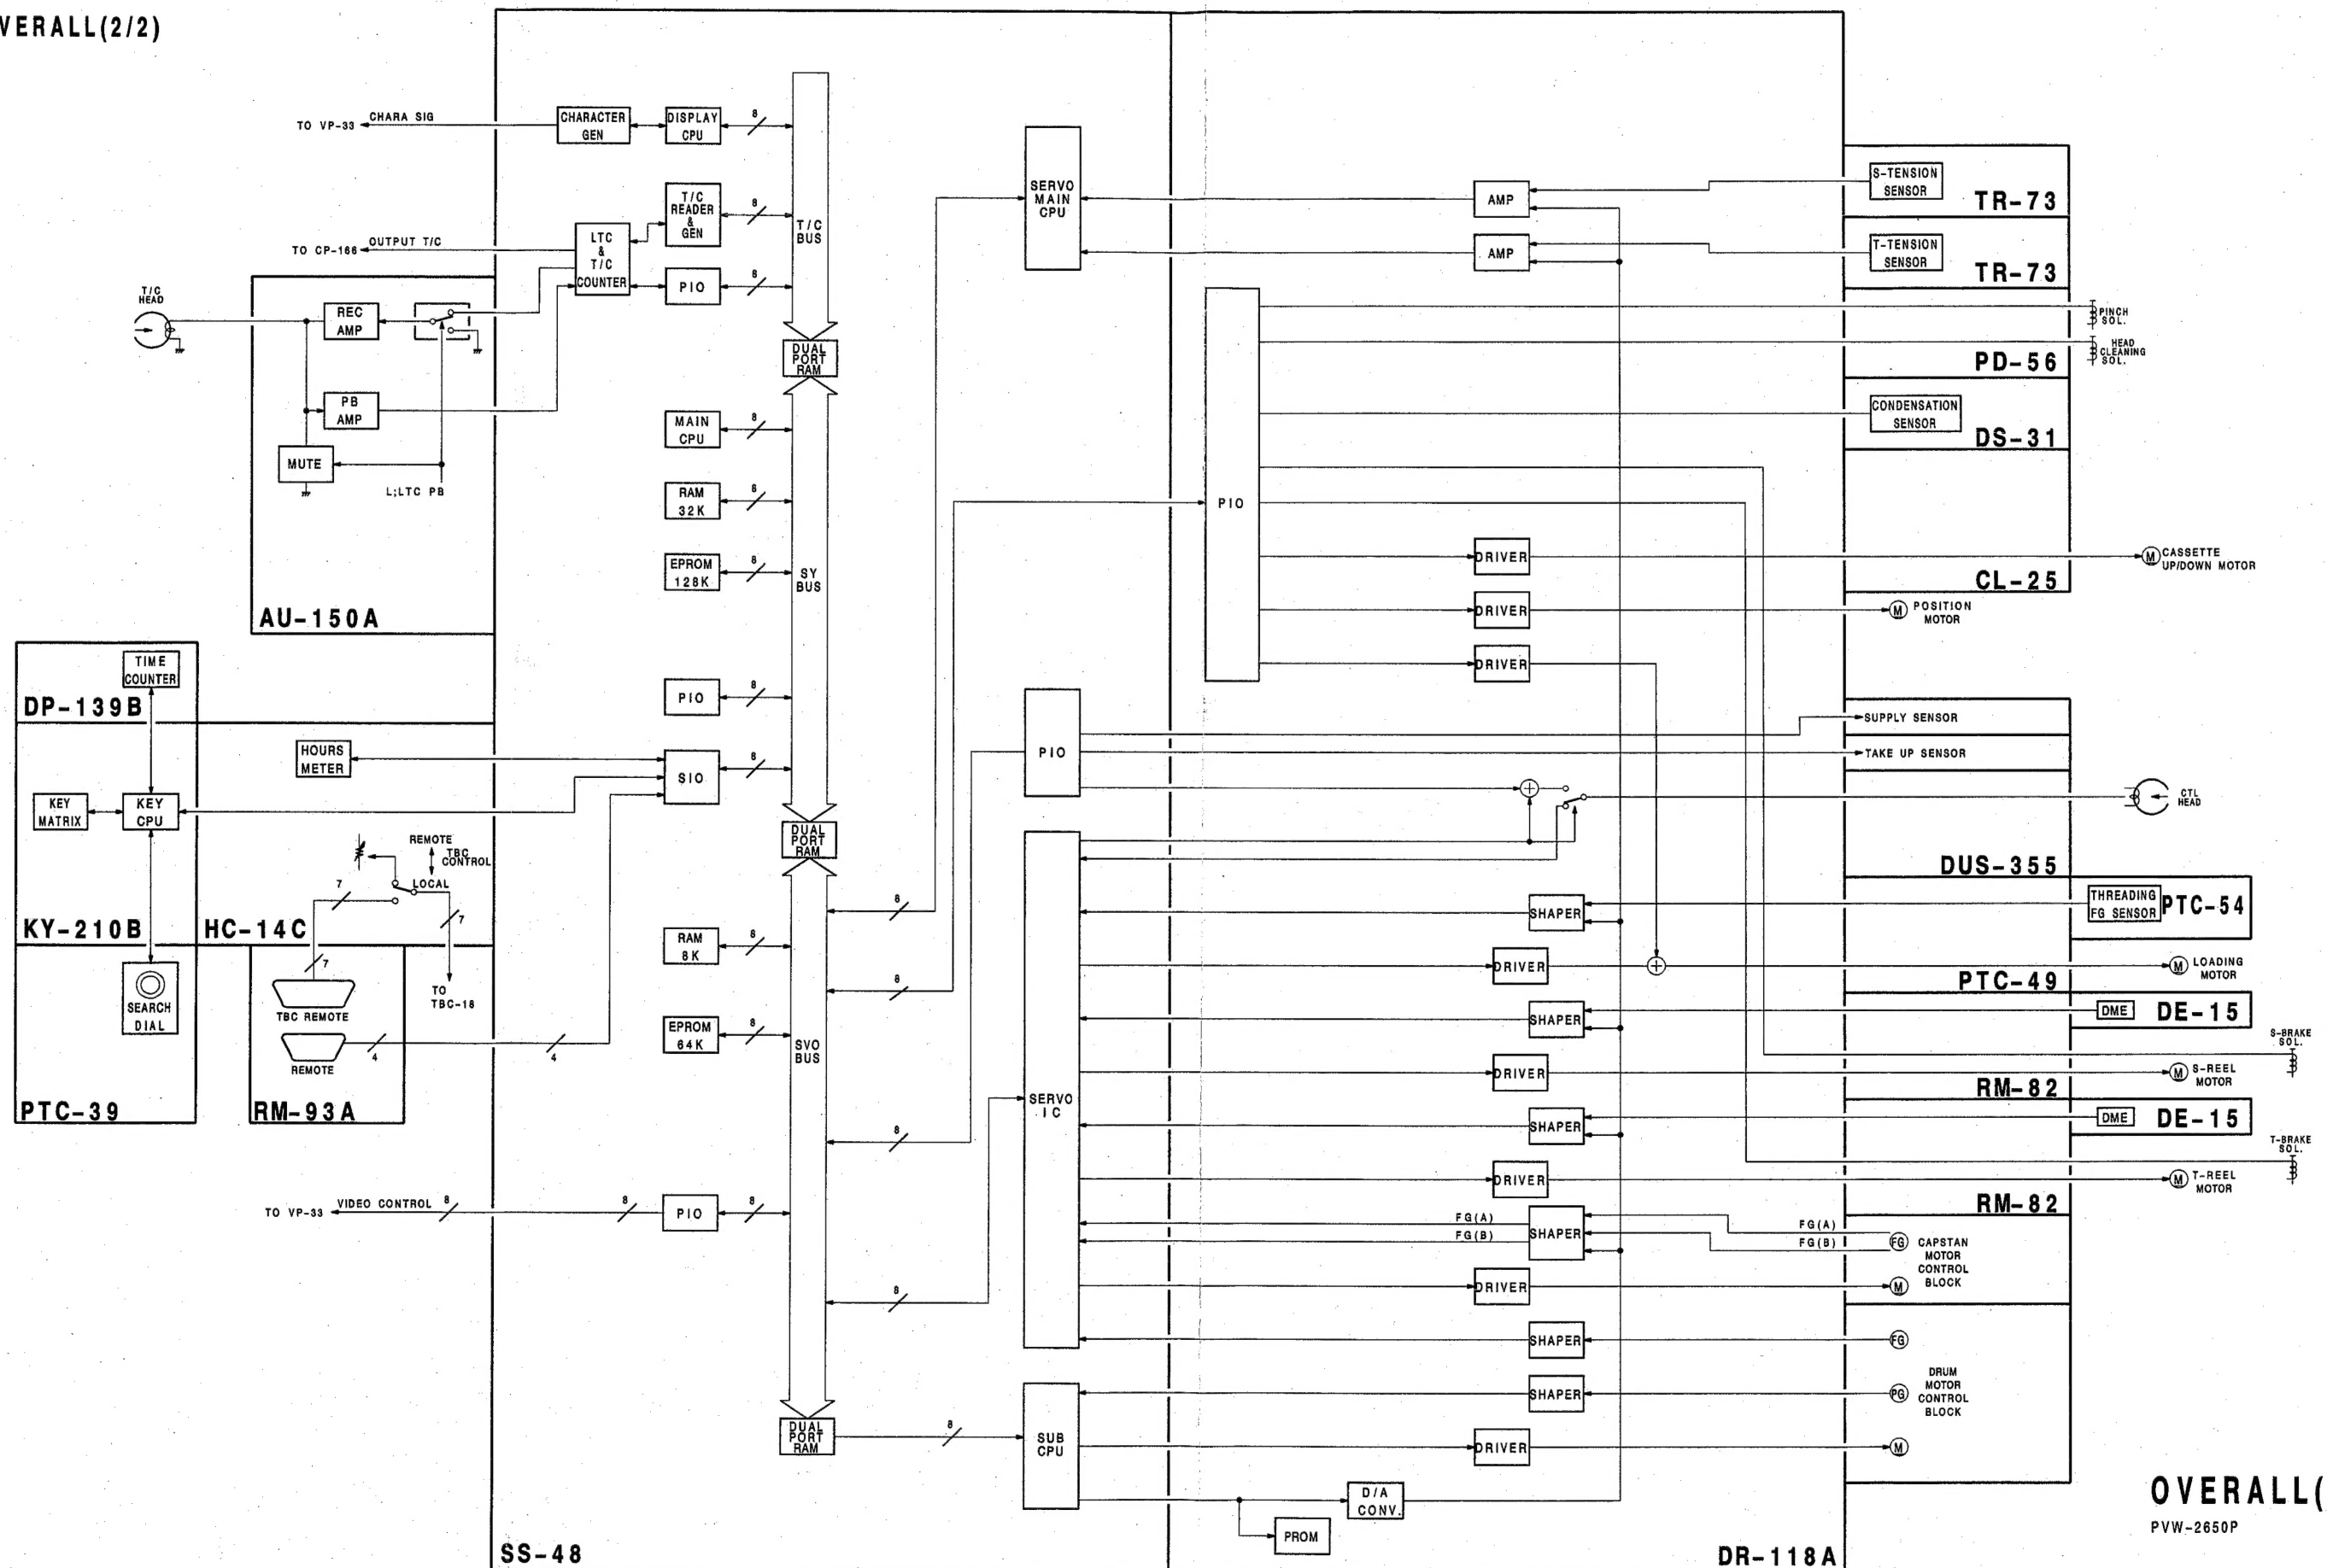 VERALL(2/2)
TO VP-33
CHARA SIG
CHARACTER
GEN
DISPLAY
CPU
8
T/C
READER
&
GEN
8
TO CP-166
OUTPUT T/C
LTC
&
T/C
COUNTER
PIO
8
T/C
BUS
DUAL
PORT
RAM
T/C
HEAD
REC
AMP
PB
AMP
MUTE
L;LTC PB
AU-150A
MAIN
CPU
8
RAM
32K
8
EPROM
128K
8
SY
BUS
PIO
8
SIO
8
DUAL
PORT
RAM
TIME
COUNTER
DP-139B
HOURS
METER
KEY
MATRIX
KEY
CPU
REMOTE
TBC
CONTROL
LOCAL
7
7
KY-210B
HC-14C
7
SEARCH
DIAL
TBC REMOTE
TO
TBC-18
REMOTE
4
4
PTC-39
RM-93A
RAM
8K
8
EPROM
64K
8
SVO
BUS
TO VP-33
VIDEO CONTROL
8
8
PIO
8
DUAL
PORT
RAM
8
SS-48
SERVO
MAIN
CPU
PIO
8
8
8
8
SERVO
IC
SUB
CPU
PIO
AMP
AMP
DRIVER
DRIVER
DRIVER
SHAPER
DRIVER
SHAPER
DRIVER
SHAPER
DRIVER
FG(A)
FG(B)
SHAPER
FG(A)
FG(B)
DRIVER
SHAPER
SHAPER
DRIVER
D/A
CONV.
PROM
DR-118A
S-TENSION
SENSOR
TR-73
T-TENSION
SENSOR
TR-73
PINCH
SOL.
HEAD
CLEANING
SOL.
PD-56
CONDENSATION
SENSOR
DS-31
M
CASSETTE
UP/DOWN MOTOR
CL-25
M
POSITION
MOTOR
SUPPLY SENSOR
TAKE UP SENSOR
CTL
HEAD
DUS-355
THREADING
FG SENSOR
PTC-54
M
LOADING
MOTOR
PTC-49
DME
DE-15
S-BRAKE
SOL.
M
S-REEL
MOTOR
RM-82
DME
DE-15
T-BRAKE
SOL.
M
T-REEL
MOTOR
RM-82
FG
CAPSTAN
MOTOR
CONTROL
BLOCK
M
FG
DRUM
MOTOR
CONTROL
BLOCK
PG
M
OVERALL(
PVW-2650P